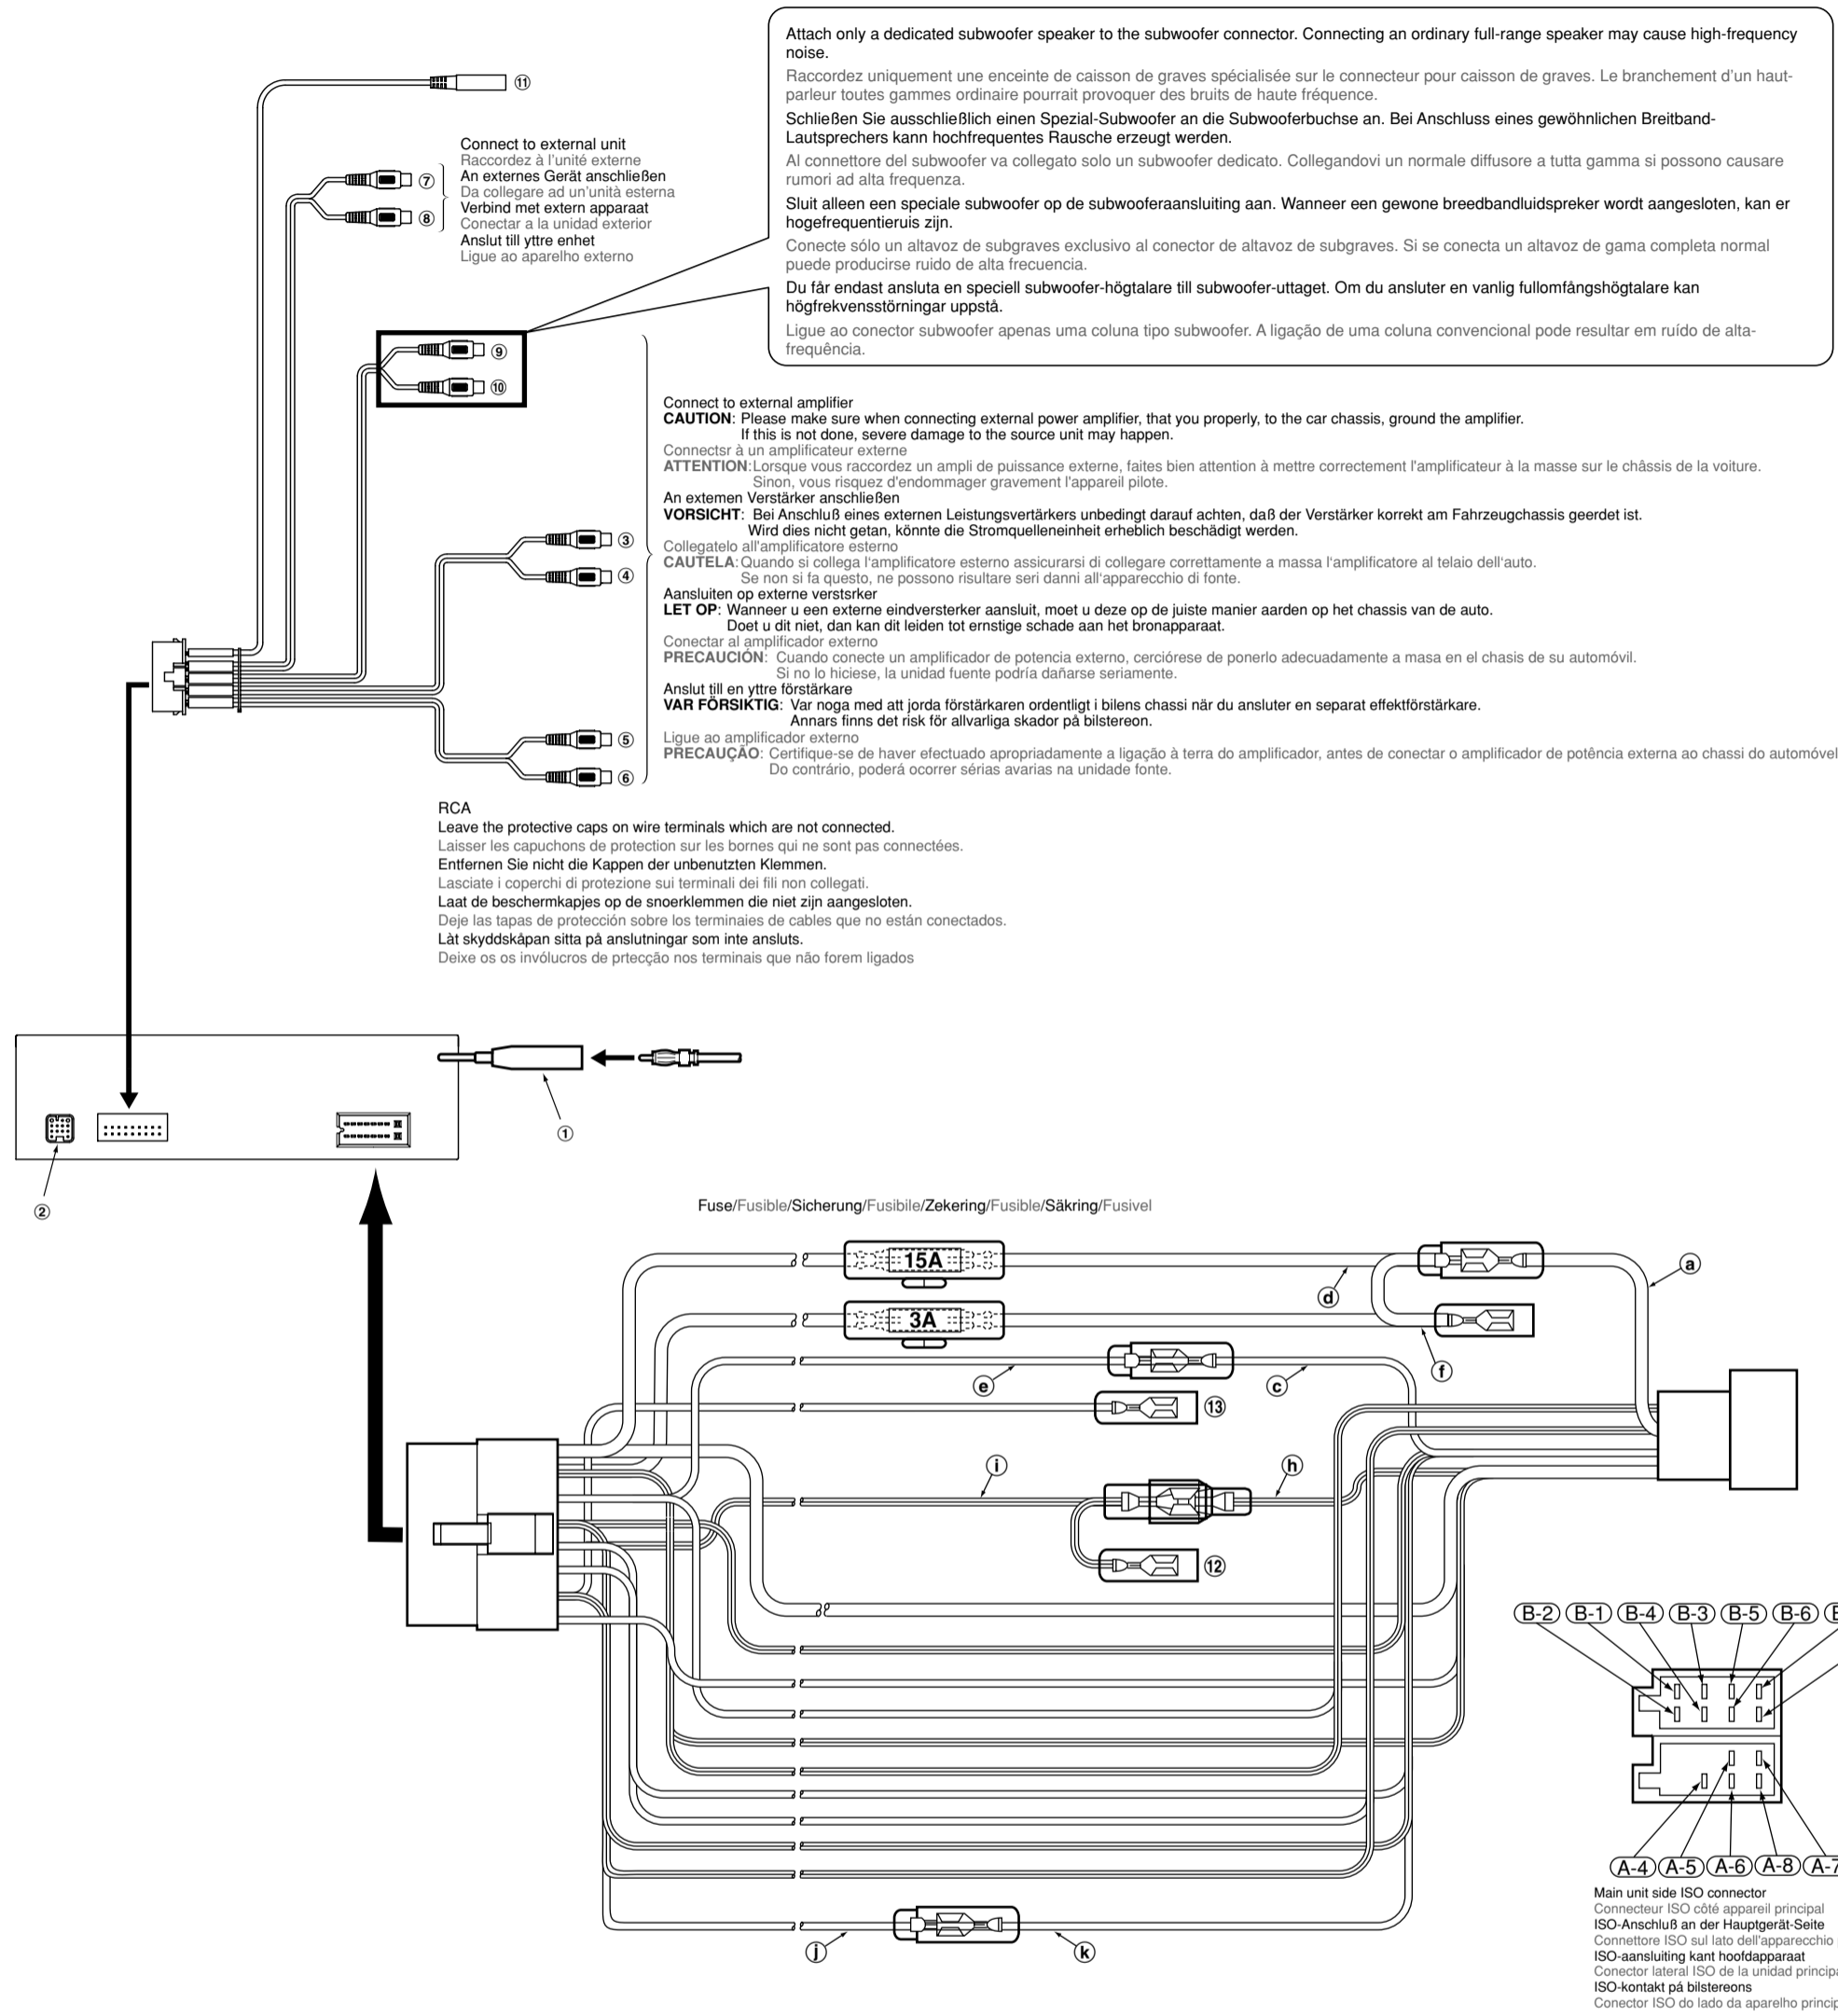 Attach only a dedicated subwoofer speaker to the subwoofer connector. Connecting an ordinary full-range speaker may cause high-frequency
noise.
Raccordez uniquement une enceinte de caisson de graves spécialisée sur le connecteur pour caisson de graves. Le branchement d'un haut-
parleur toutes gammes ordinaire pourrait provoquer des bruits de haute fréquence.
Schließen Sie ausschließlich einen Spezial-Subwoofer an die Subwooferbuchse an. Bei Anschluss eines gewöhnlichen Breitband-
Lautsprechers kann hochfrequentes Rausche erzeugt werden.
Al connettore del subwoofer va collegato solo un subwoofer dedicato. Collegandovi un normale diffusore a tutta gamma si possono causare
rumori ad alta frequenza.
Sluit alleen een speciale subwoofer op de subwooferaansluiting aan. Wanneer een gewone breedbandluidspreker wordt aangesloten, kan er
hogefrequentieruis zijn.
Conecte sólo un altavoz de subgraves exclusivo al conector de altavoz de subgraves. Si se conecta un altavoz de gama completa normal
puede producirse ruido de alta frecuencia.
Du får endast ansluta en speciell subwoofer-högtalare till subwoofer-uttaget. Om du ansluter en vanlig fullomfångshögtalare kan
högfrekvensstörningar uppstå.
Ligue ao conector subwoofer apenas uma coluna tipo subwoofer. A ligação de uma coluna convencional pode resultar em ruído de alta-
frequência.
⑪
Connect to external unit
Raccordez à l'unité externe
An externes Gerät anschließen
Da collegare ad un'unità esterna
Verbind met extern apparaat
Conectar a la unidad exterior
Anslut till yttre enhet
Ligue ao aparelho externo
⑦
⑧
⑨
⑩
Connect to external amplifier
CAUTION: Please make sure when connecting external power amplifier, that you properly, to the car chassis, ground the amplifier.
If this is not done, severe damage to the source unit may happen.
Connectsr à un amplificateur externe
ATTENTION: Lorsque vous raccordez un ampli de puissance externe, faites bien attention à mettre correctement l'amplificateur à la masse sur le châssis de la voiture.
Sinon, vous risquez d'endommager gravement l'appareil pilote.
An extemen Verstärker anschließen
VORSICHT: Bei Anschluß eines externen Leistungsvertärkers unbedingt darauf achten, daß der Verstärker korrekt am Fahrzeugchassis geerdet ist.
Wird dies nicht getan, könnte die Stromquelleneinheit erheblich beschädigt werden.
Collegatelo all'amplificatore esterno
CAUTELA: Quando si collega l'amplificatore esterno assicurarsi di collegare correttamente a massa l'amplificatore al telaio dell'auto.
Se non si fa questo, ne possono risultare seri danni all'apparecchio di fonte.
Aansluiten op externe verstsrker
LET OP: Wanneer u een externe eindversterker aansluit, moet u deze op de juiste manier aarden op het chassis van de auto.
Doet u dit niet, dan kan dit leiden tot ernstige schade aan het bronapparaat.
Conectar al amplificador externo
PRECAUCIÓN: Cuando conecte un amplificador de potencia externo, cerciórese de ponerlo adecuadamente a masa en el chasis de su automóvil.
Si no lo hiciese, la unidad fuente podría dañarse seriamente.
Anslut till en yttre förstärkare
VAR FÖRSIKTIG: Var noga med att jorda förstärkaren ordentligt i bilens chassi när du ansluter en separat effektförstärkare.
Annars finns det risk för allvarliga skador på bilstereon.
Ligue ao amplificador externo
PRECAUÇÃO: Certifique-se de haver efectuado apropriadamente a ligação à terra do amplificador, antes de conectar o amplificador de potência externa ao chassi do automóvel
Do contrário, poderá ocorrer sérias avarias na unidade fonte.
③
④
⑤
⑥
RCA
Leave the protective caps on wire terminals which are not connected.
Laisser les capuchons de protection sur les bornes qui ne sont pas connectées.
Entfernen Sie nicht die Kappen der unbenutzten Klemmen.
Lasciate i coperchi di protezione sui terminali dei fili non collegati.
Laat de beschermkapjes op de snoerklemmen die niet zijn aangesloten.
Deje las tapas de protección sobre los terminaies de cables que no están conectados.
Làt skyddskåpan sitta på anslutningar som inte ansluts.
Deixe os os invólucros de prtecção nos terminais que não forem ligados
①
②
Fuse/Fusible/Sicherung/Fusibile/Zekering/Fusible/Säkring/Fusivel
15A
3A
ⓐ
ⓓ
ⓕ
ⓔ
ⓒ
⑬
ⓘ
ⓗ
⑫
B-2 B-1 B-4 B-3 B-5 B-6
A-4 A-5 A-6 A-8 A-7
ⓙ
ⓚ
Main unit side ISO connector
Connecteur ISO côté appareil principal
ISO-Anschluß an der Hauptgerät-Seite
Connettore ISO sul lato dell'apparecchio
ISO-aansluiting kant hoofdapparaat
Conector lateral ISO de la unidad
ISO-kontakt på bilstereons
Conector ISO do lado da aparelho